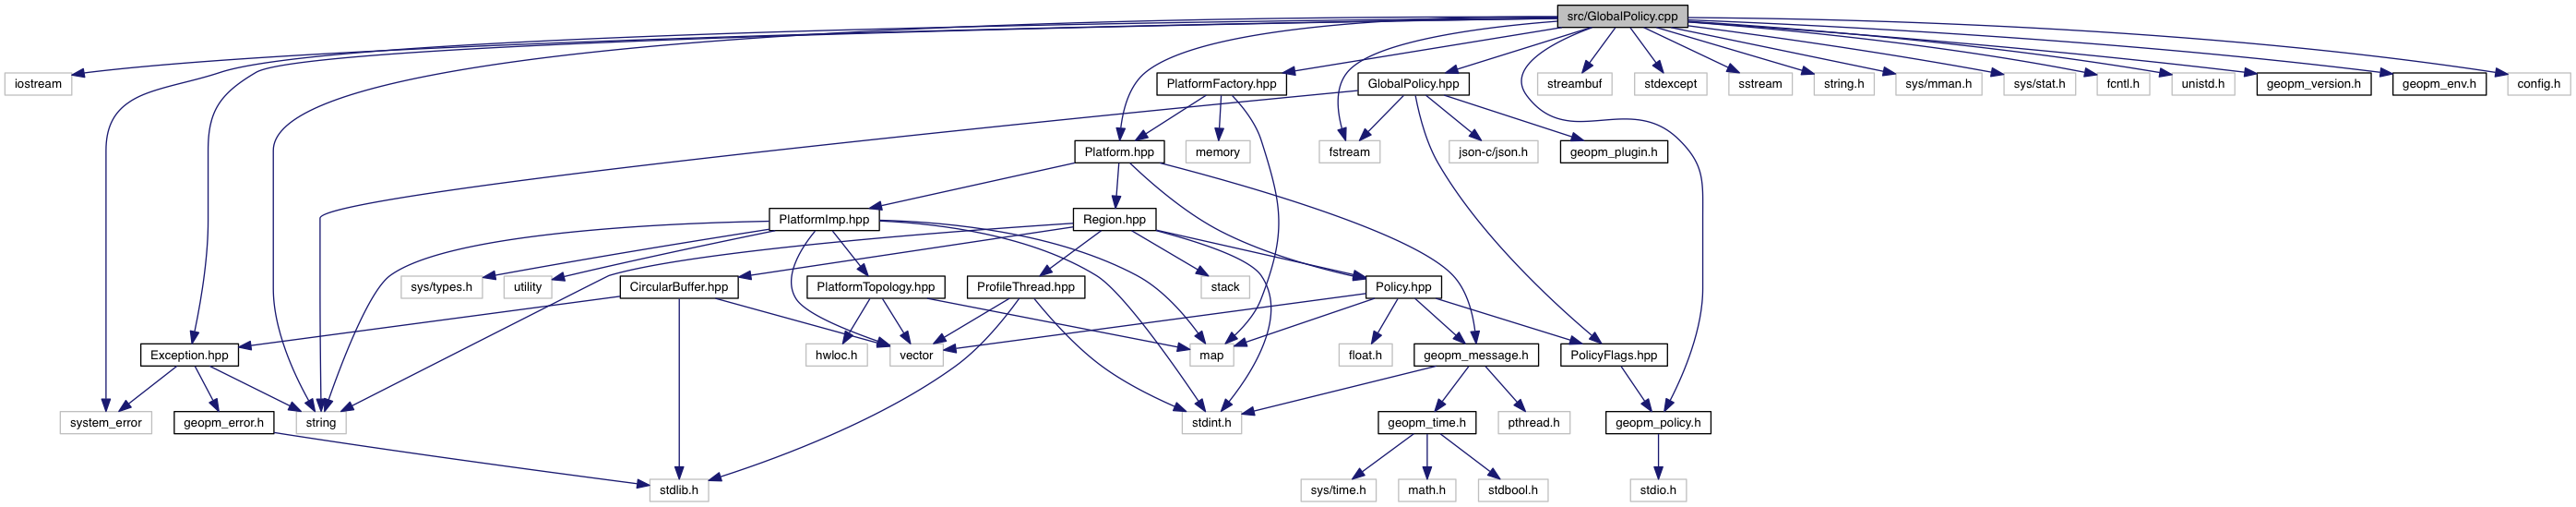 src/GlobalPolicy.cpp
iostream
PlatformFactory.hpp
GlobalPolicy.hpp
streambuf
stdexcept
sstream
string.h
sys/mman.h
sys/stat.h
fcntl.h
unistd.h
geopm_version.h
geopm_env.h
config.h
Platform.hpp
memory
fstream
json-c/json.h
geopm_plugin.h
PlatformImp.hpp
Region.hpp
sys/types.h
utility
CircularBuffer.hpp
PlatformTopology.hpp
ProfileThread.hpp
stack
Policy.hpp
Exception.hpp
hwloc.h
vector
map
float.h
geopm_message.h
PolicyFlags.hpp
system_error
geopm_error.h
string
stdint.h
geopm_time.h
pthread.h
geopm_policy.h
stdlib.h
sys/time.h
math.h
stdbool.h
stdio.h